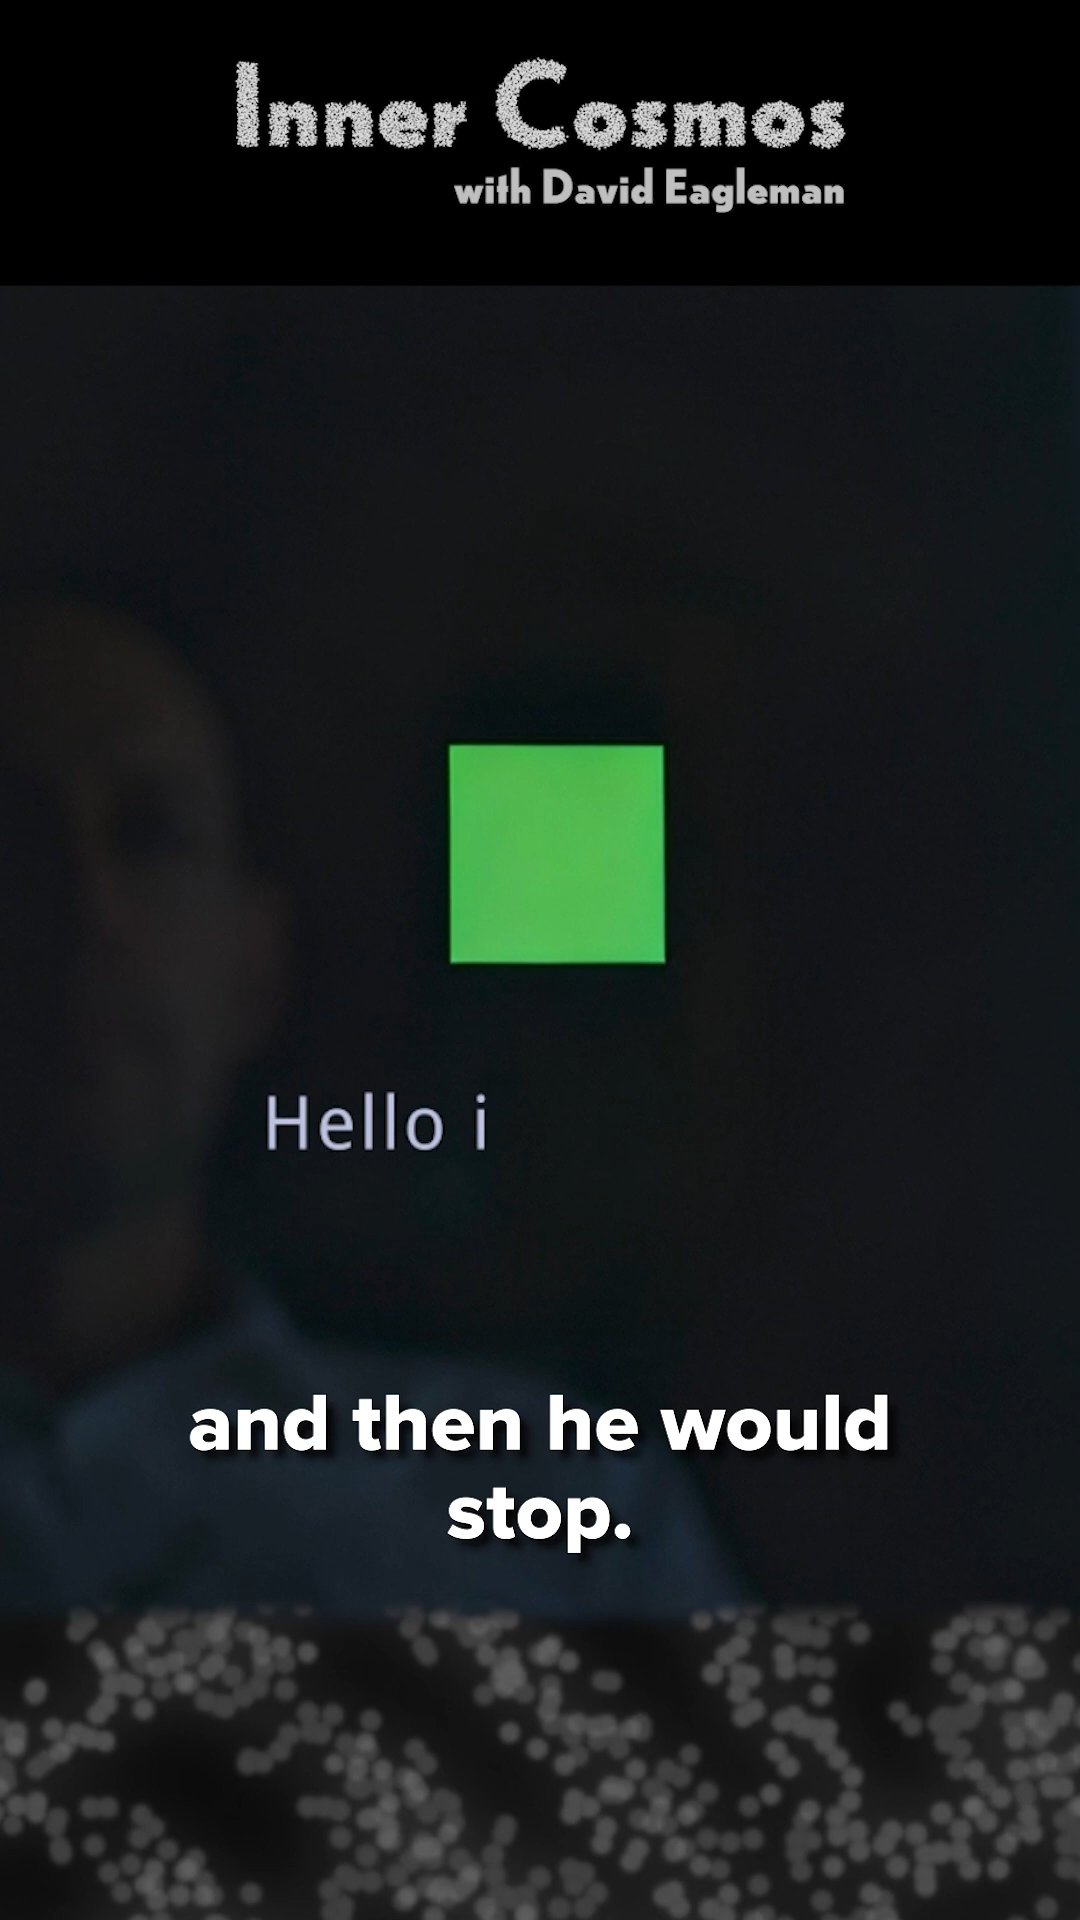 Inner Cosmos
with David Eagleman
Hello i
and then he would
stop.